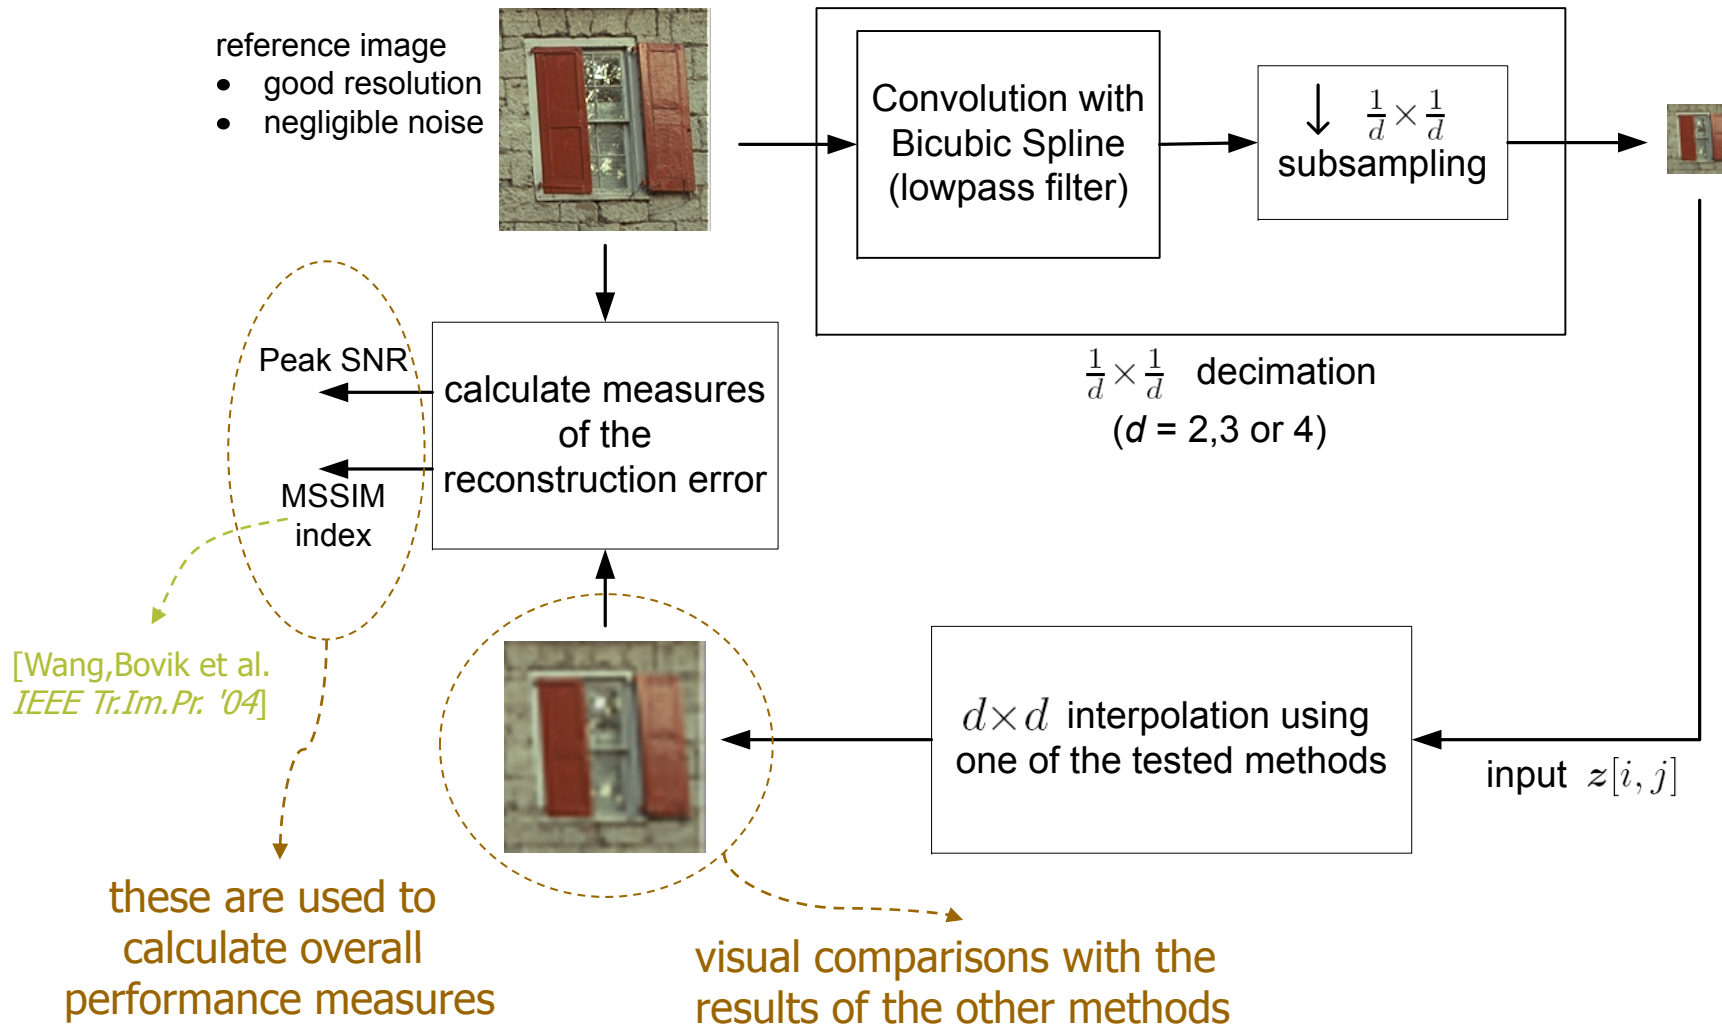 reference image
• good resolution
• negligible noise
Convolution with
Bicubic Spline
(lowpass filter)
↓ 1/d × 1/d
subsampling
1/d × 1/d decimation
(d = 2,3 or 4)
Peak SNR
MSSIM
index
calculate measures
of the
reconstruction error
[Wang,Bovik et al.
IEEE Tr.Im.Pr. '04]
d×d interpolation using
one of the tested methods
input z[i, j]
these are used to
calculate overall
performance measures
visual comparisons with the
results of the other methods